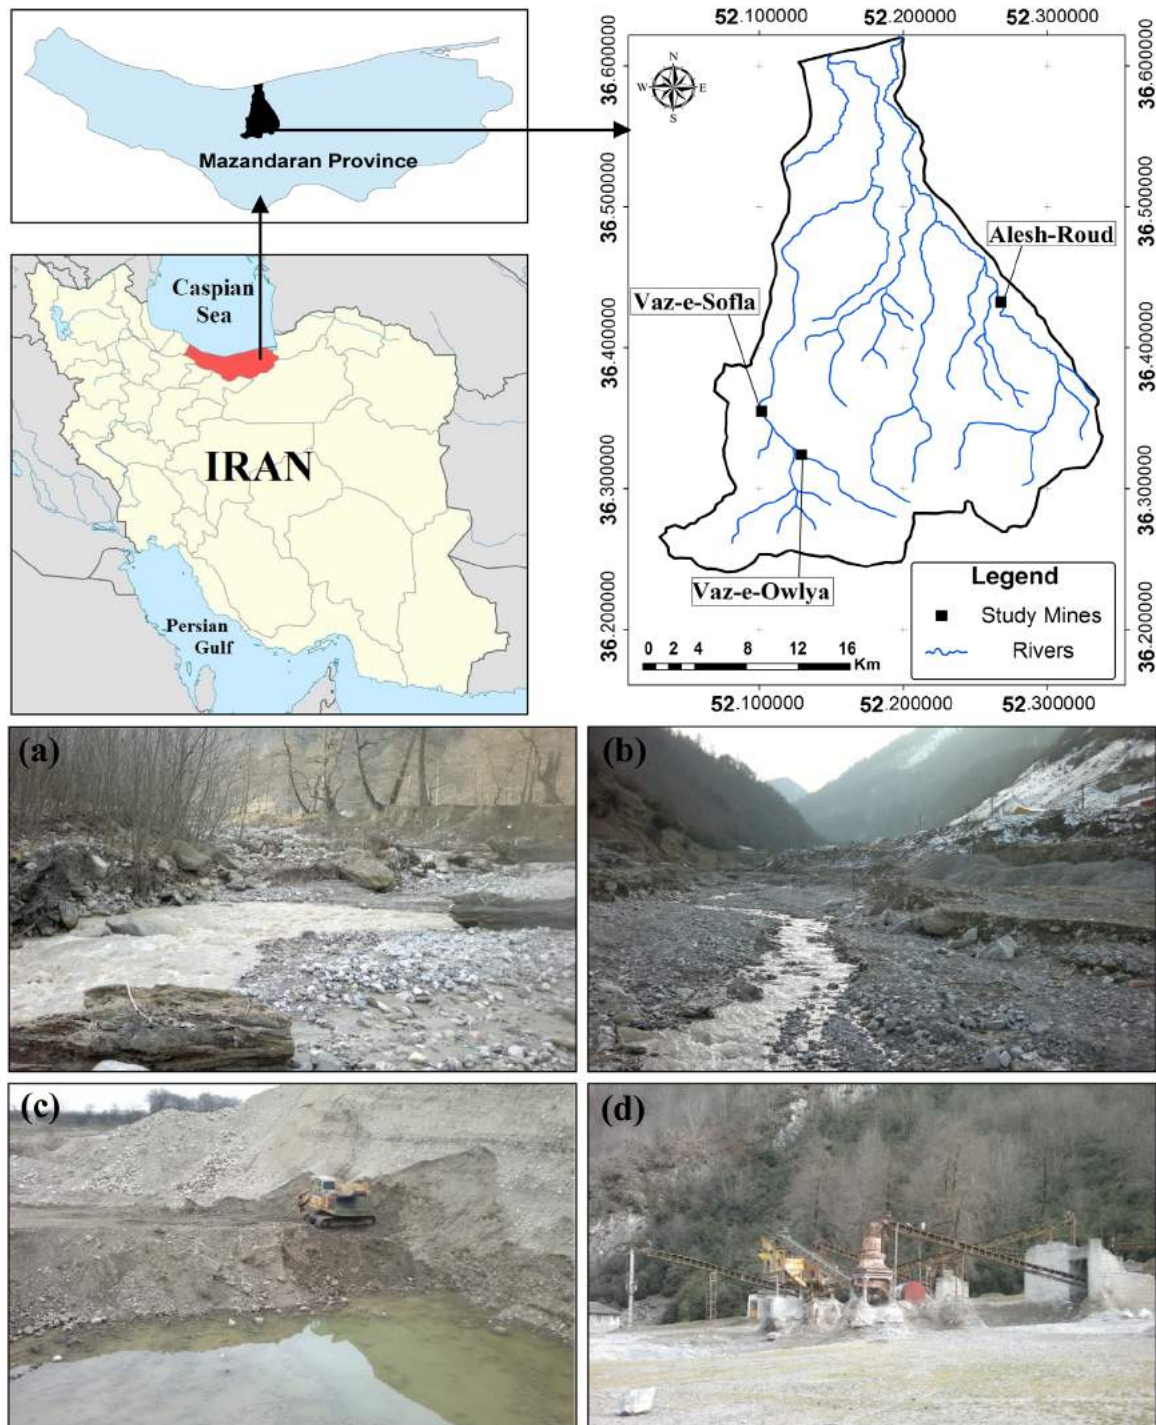 Mazandaran Province
Caspian
Sea
IRAN
Persian
Gulf
52.100000 52.200000 52.300000
36.600000
36.500000
36.400000
36.300000
36.200000
N
W E
S
36.600000
36.500000
36.400000
36.300000
36.200000
Alesh-Roud
Vaz-e-Sofla
Vaz-e-Owlya
Legend
Study Mines
Rivers
0 2 4 8 12 16
Km
52.100000 52.200000 52.300000
(a)
(b)
(c)
(d)